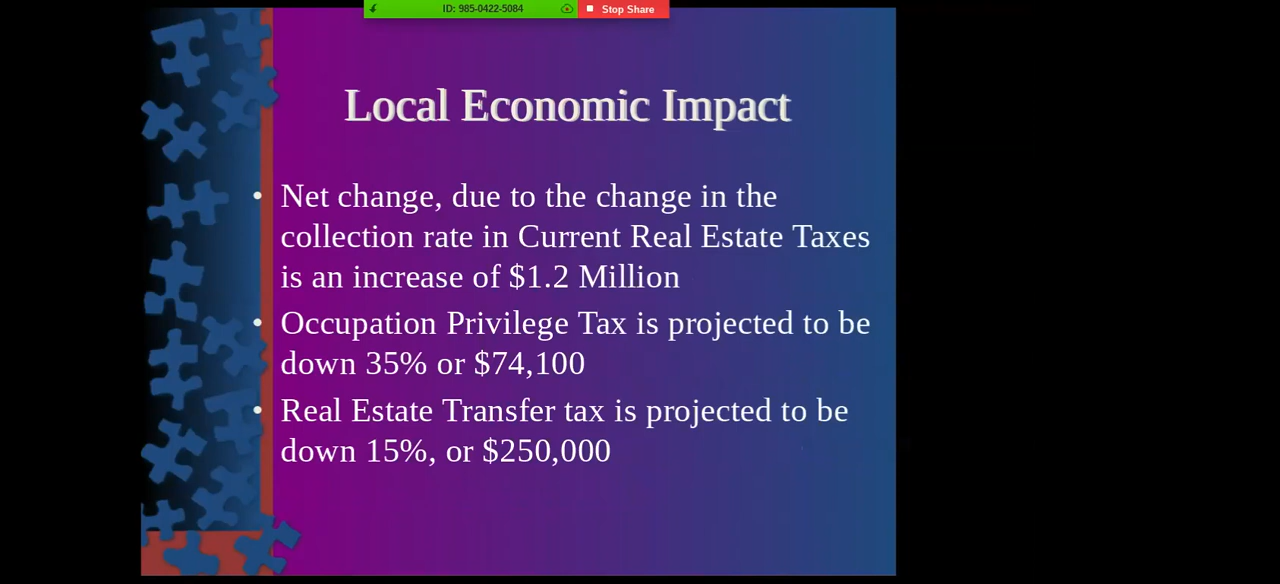 ID: 985-0422-5084 Stop Share
Local Economic Impact
• Net change, due to the change in the
collection rate in Current Real Estate Taxes
is an increase of $1.2 Million
• Occupation Privilege Tax is projected to be
down 35% or $74,100
• Real Estate Transfer tax is projected to be
down 15%, or $250,000